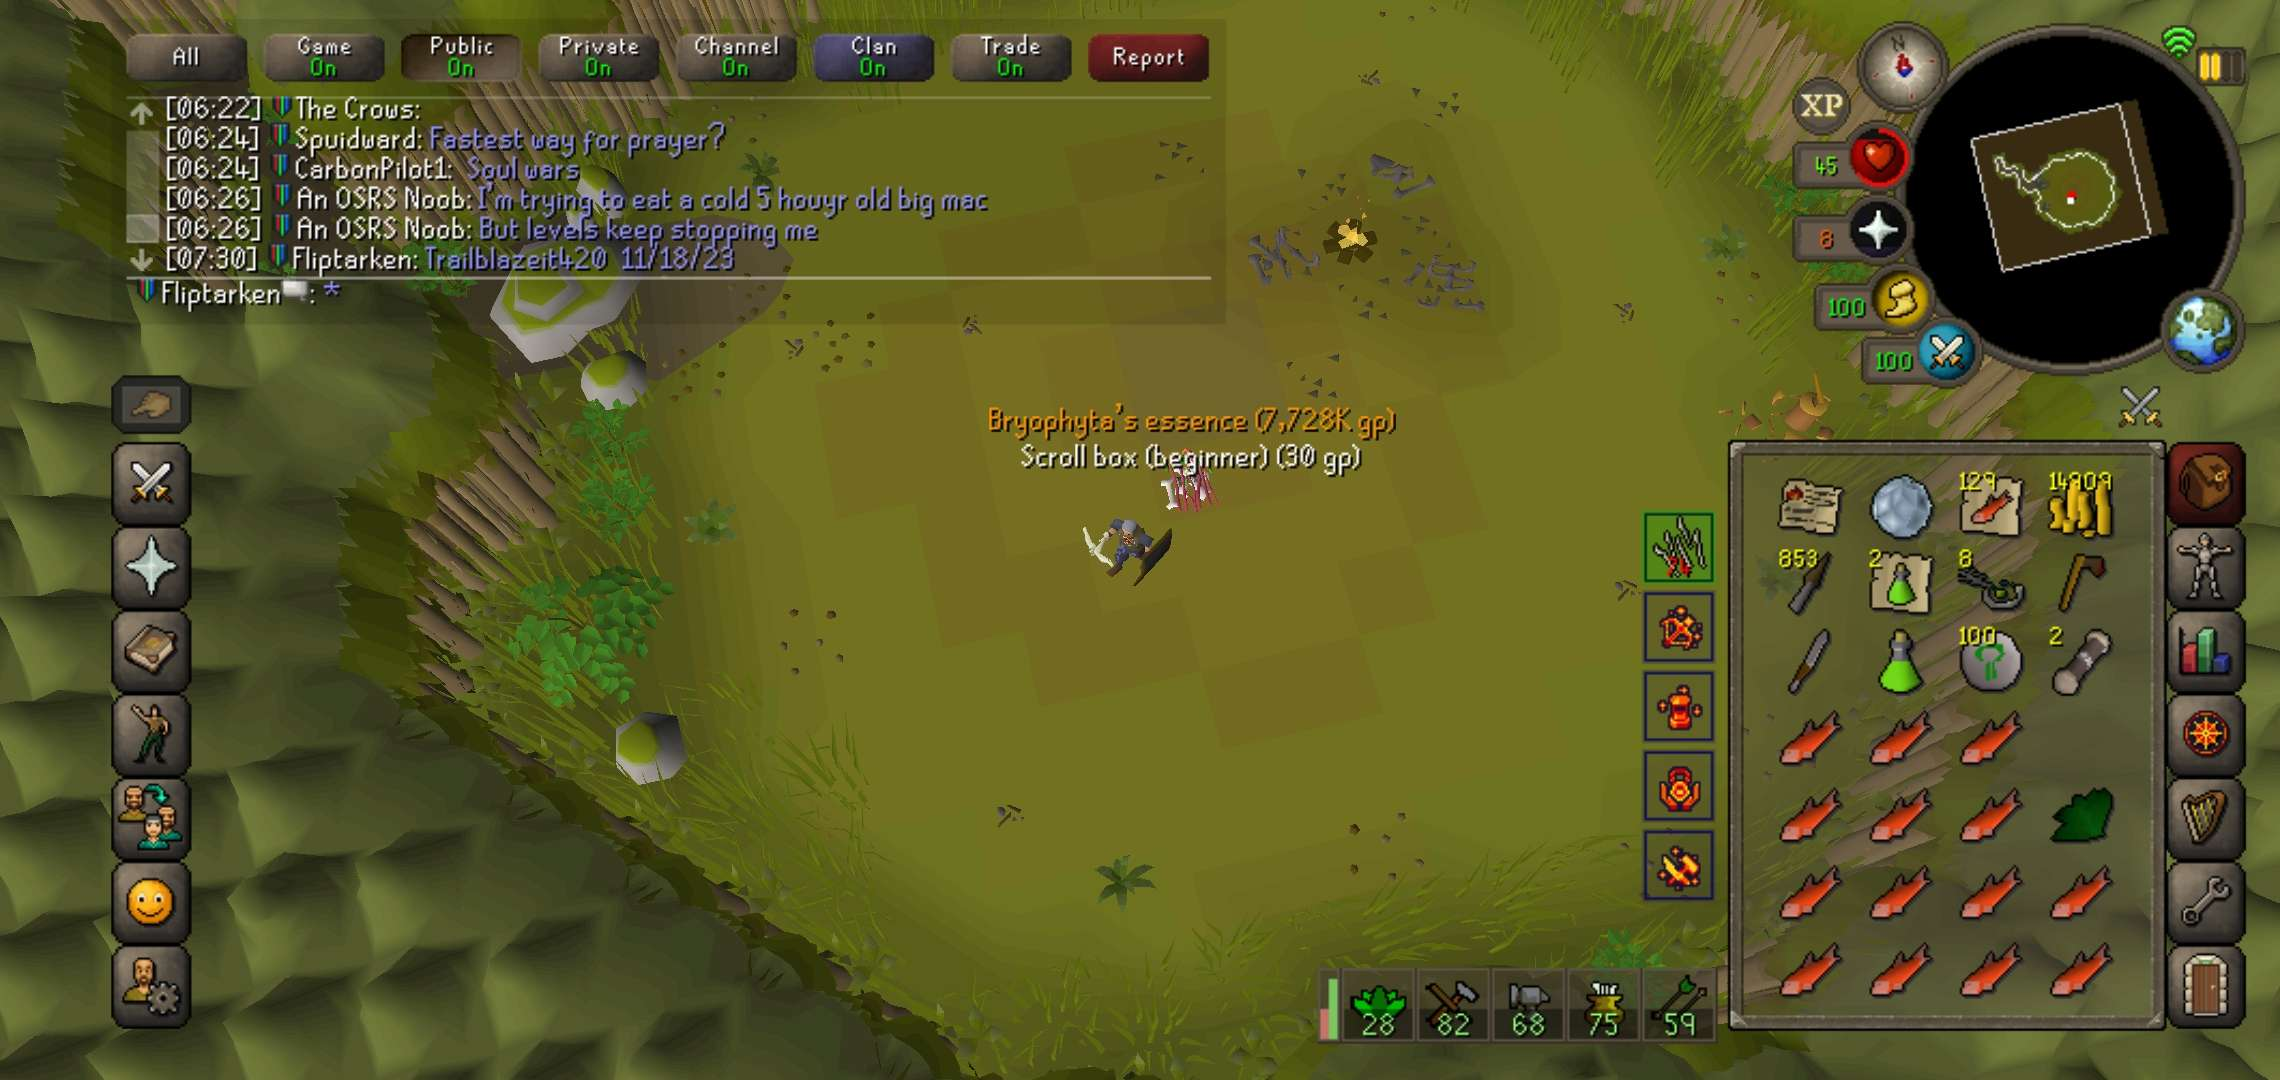 All
Game
On
Public
On
Private
On
Channel
On
Clan
On
Trade
On
Report
[06:22] The Crows:
[06:24] Spuidward: Fastest way for prayer?
[06:24] CarbonPilot1: Soul wars
[06:26] An OSRS Noob: I'm trying to eat a cold 5 houyr old big mac
[06:26] An OSRS Noob: But levels keep stopping me
[07:30] Fliptarken: Trailblazeit420 11/18/23
Fliptarken: *
N
XP
45
8
100
100
Bryophyta's essence (7,728K gp)
Scroll box (beginner) (30 gp)
129
14909
853
2
8
100
2
28
82
68
75
59